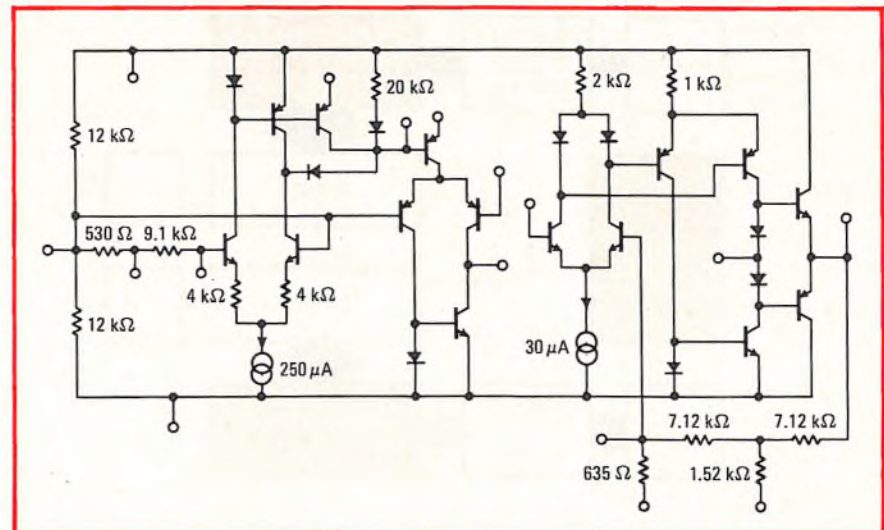 20 kΩ
2 kΩ
1 kΩ
12 kΩ
530 Ω
9.1 kΩ
4 kΩ
4 kΩ
12 kΩ
250 μA
30 μA
7.12 kΩ
7.12 kΩ
635 Ω
1.52 kΩ